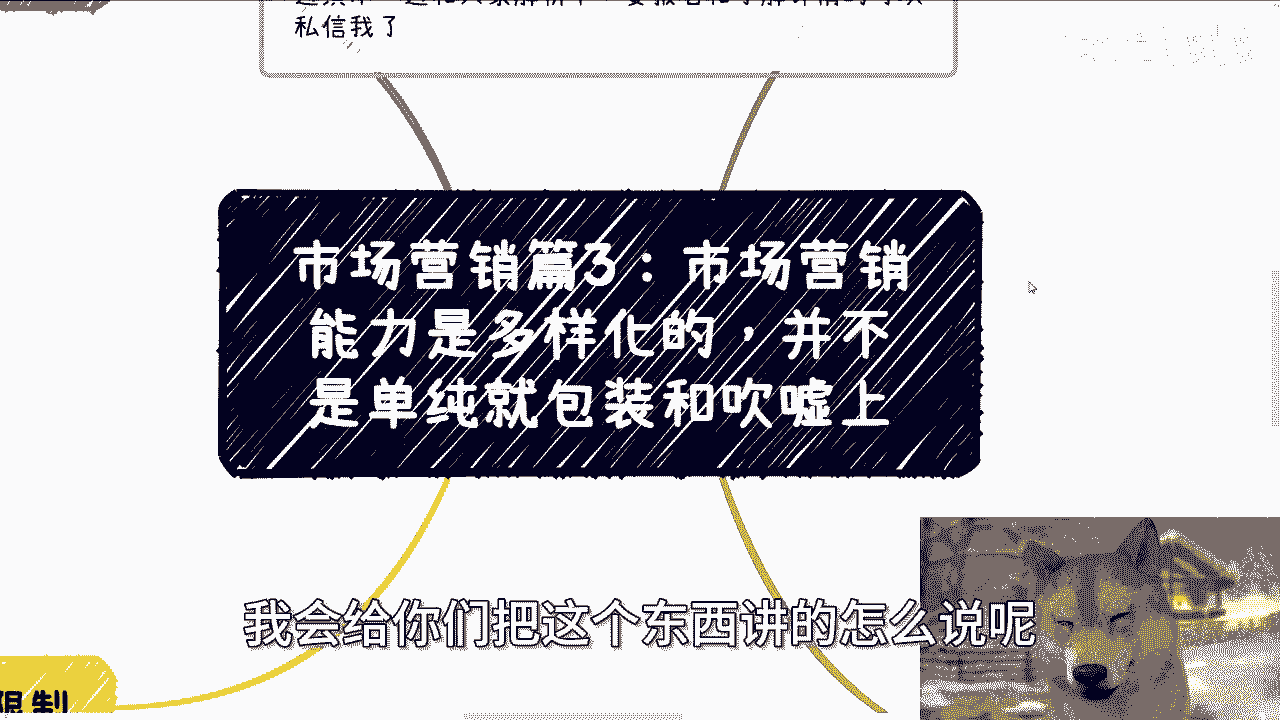 私信我了
市场营销篇3：市场营销
能力是多样化的，并不
是单纯就包装和吹嘘上
我会给你们把这个东西讲的怎么说呢
限制